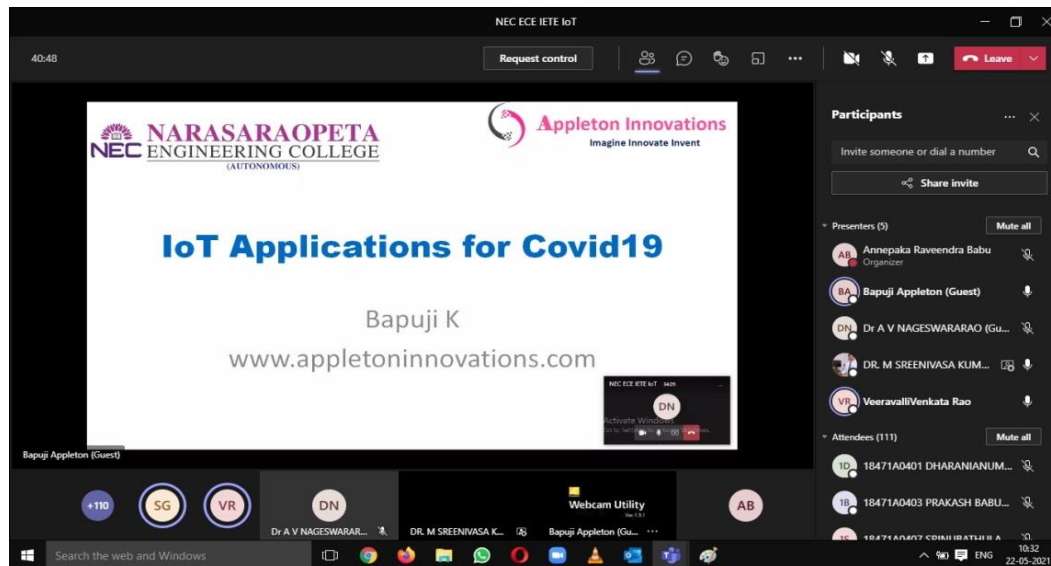 NEC ECE IETE IoT
40:48
Request control
Leave
NARASARAOPETA
NEC ENGINEERING COLLEGE
(AUTONOMOUS)
Appleton Innovations
Imagine Innovate Invent
IoT Applications for Covid19
Bapuji K
www.appletoninnovations.com
NEC ECE IETE IoT
DN
Activate Windows
Bapuji Appleton (Guest)
+110
SG
VR
DN
Dr A V NAGESWARAR...
DR. M SREENIVASA K...
Webcam Utility
Bapuji Appleton (Gu...
AB
Participants
Invite someone or dial a number
Share invite
Presenters (5)
Mute all
AB
Annepaka Raveendra Babu
Organizer
BA
Bapuji Appleton (Guest)
DN
Dr A V NAGESWARARAO (Gu...
DR. M SREENIVASA KUM...
VR
VeeravalliVenkata Rao
Attendees (111)
Mute all
1D
18471A0401 DHARANIANUM...
1B
18471A0403 PRAKASH BABU...
Search the web and Windows
ENG
10:32
22-05-2021